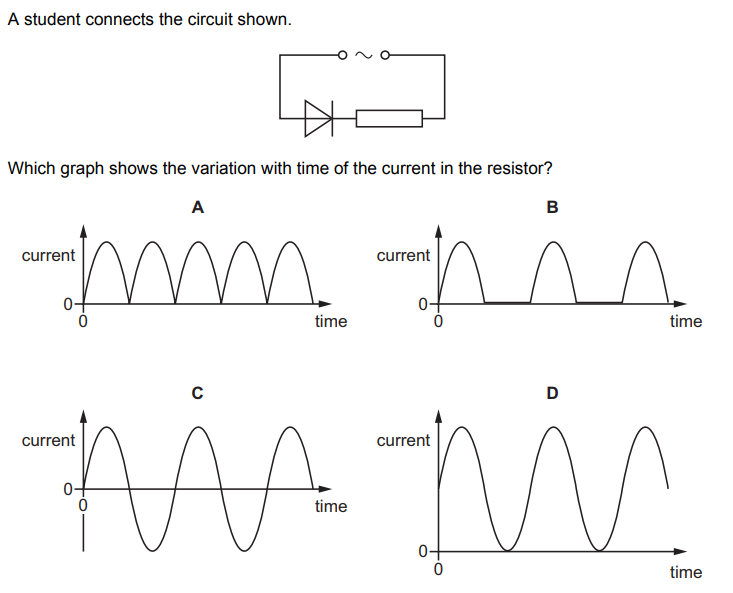 A student connects the circuit shown.
Which graph shows the variation with time of the current in the resistor?
A
current
0
0
time
B
current
0
0
time
C
current
0
0
time
D
current
0
0
time